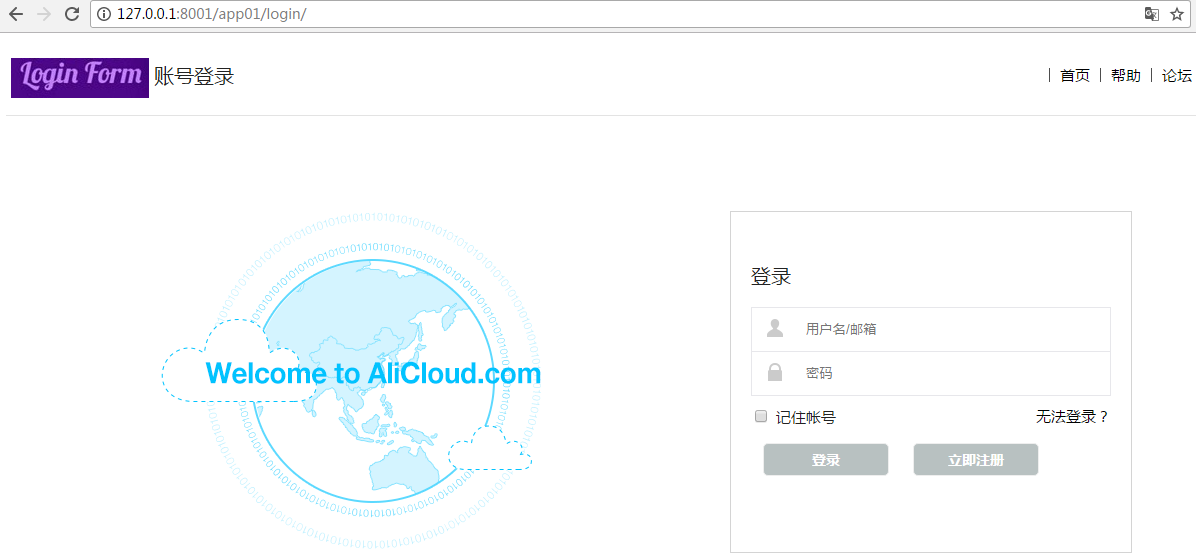 127.0.0.1:8001/app01/login/
Login Form 账号登录
| 首页 | 帮助 | 论坛
Welcome to AliCloud.com
登录
用户名/邮箱
密码
记住帐号 无法登录？
登录 立即注册